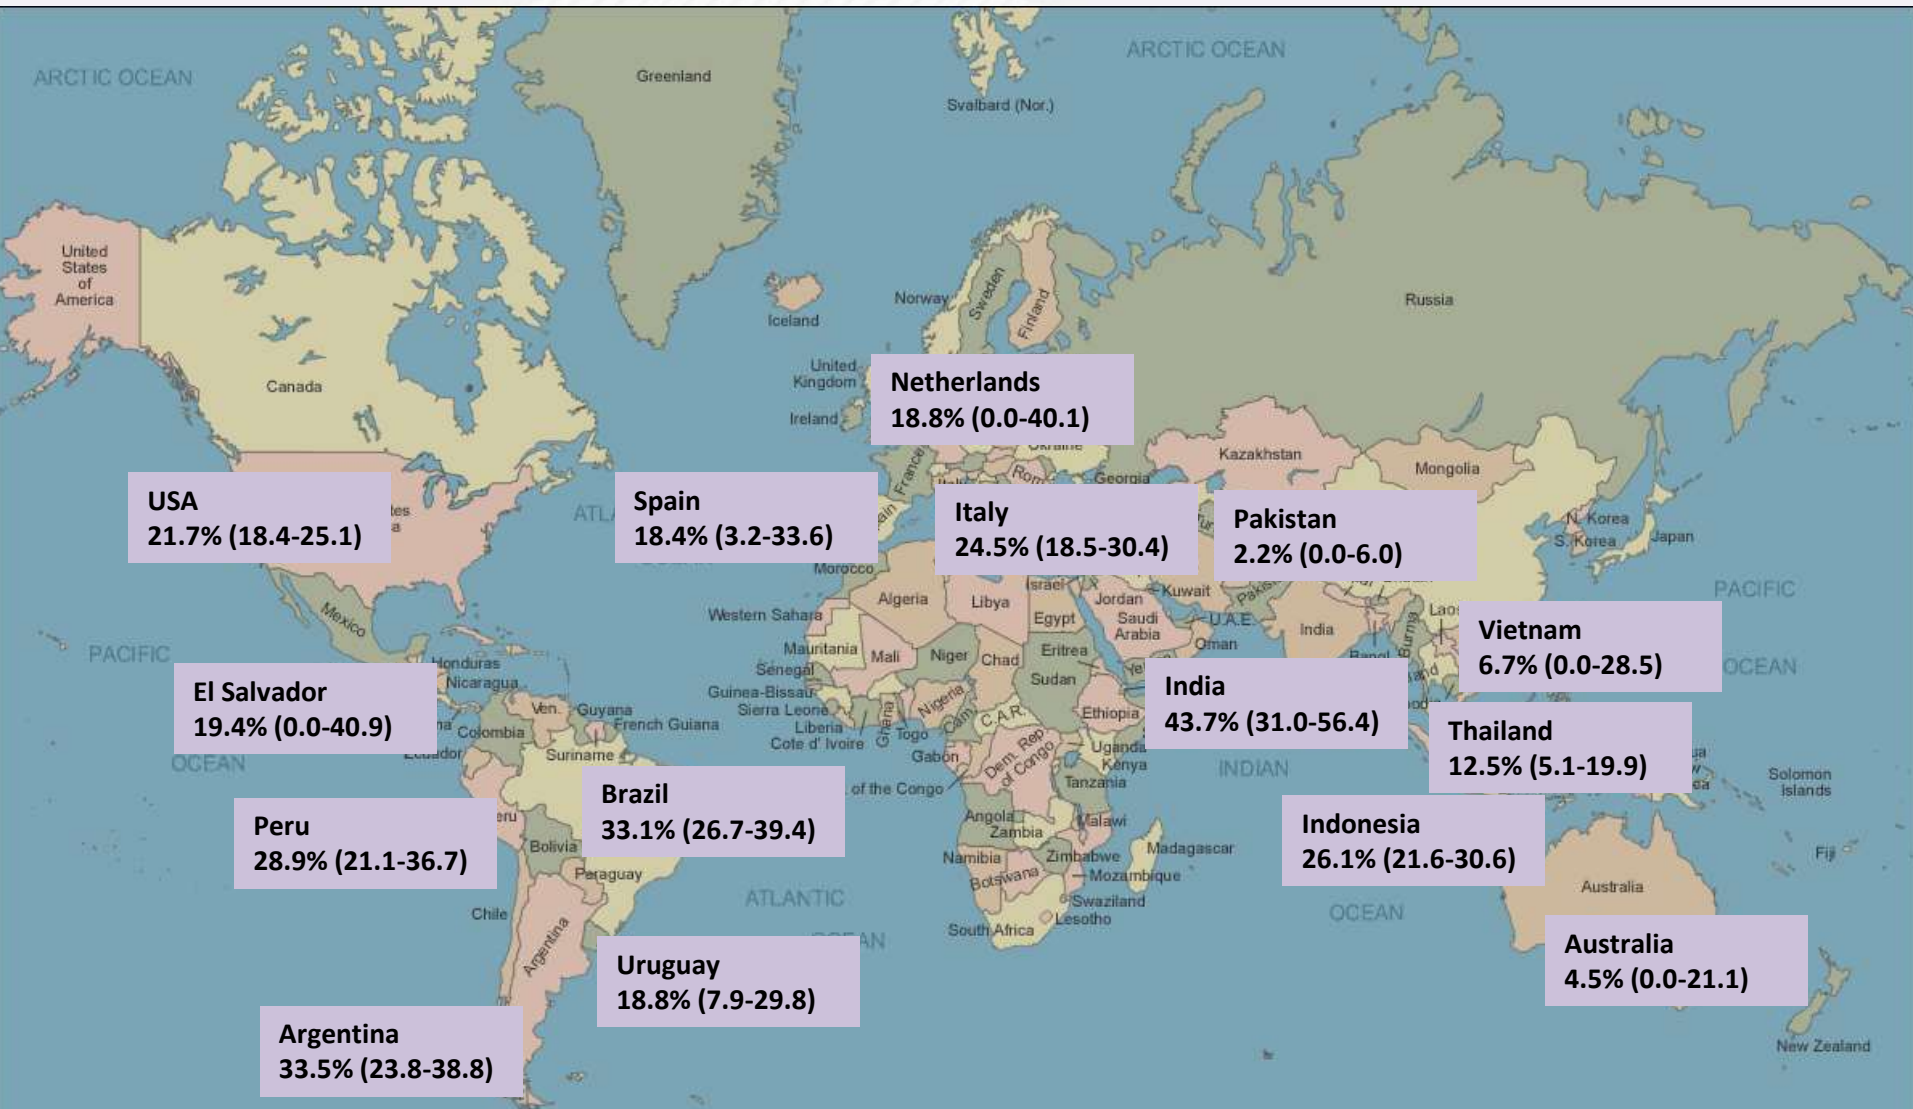 ARCTIC OCEAN
Greenland
Svalbard (Nor.)
ARCTIC OCEAN
United
States
of
America
Canada
Iceland
Norway
Sweden
Finland
Russia
United
Kingdom
Ireland
Netherlands
18.8% (0.0-40.1)
Ukraine
France
Georgia
Kazakhstan
Mongolia
USA
21.7% (18.4-25.1)
Spain
18.4% (3.2-33.6)
Italy
24.5% (18.5-30.4)
Pakistan
2.2% (0.0-6.0)
N. Korea
S. Korea
Japan
Mexico
Morocco
Algeria
Libya
Israel
Egypt
Jordan
Kuwait
Saudi
Arabia
U.A.E.
Oman
India
Burma
PACIFIC
OCEAN
Western Sahara
Mauritania
Mali
Niger
Chad
Eritrea
Sudan
Senegal
Guinea-Bissau
Sierra Leone
Liberia
Cote d' Ivoire
Ghana
Togo
Nigeria
Cam.
C.A.R.
Ethiopia
Vietnam
6.7% (0.0-28.5)
India
43.7% (31.0-56.4)
Thailand
12.5% (5.1-19.9)
PACIFIC
OCEAN
Honduras
Nicaragua
El Salvador
19.4% (0.0-40.9)
Ven.
Guyana
French Guiana
Colombia
Suriname
Ecuador
Gabon
of the Congo
Dem. Rep.
of Congo
Uganda
Kenya
Tanzania
INDIAN
OCEAN
Solomon
Islands
Brazil
33.1% (26.7-39.4)
Peru
28.9% (21.1-36.7)
Bolivia
Paraguay
Chile
Argentina
Angola
Zambia
Malawi
Namibia
Botswana
Zimbabwe
Mozambique
Madagascar
Swaziland
Lesotho
South Africa
Indonesia
26.1% (21.6-30.6)
Australia
Fiji
ATLANTIC
Uruguay
18.8% (7.9-29.8)
Australia
4.5% (0.0-21.1)
Argentina
33.5% (23.8-38.8)
New Zealand